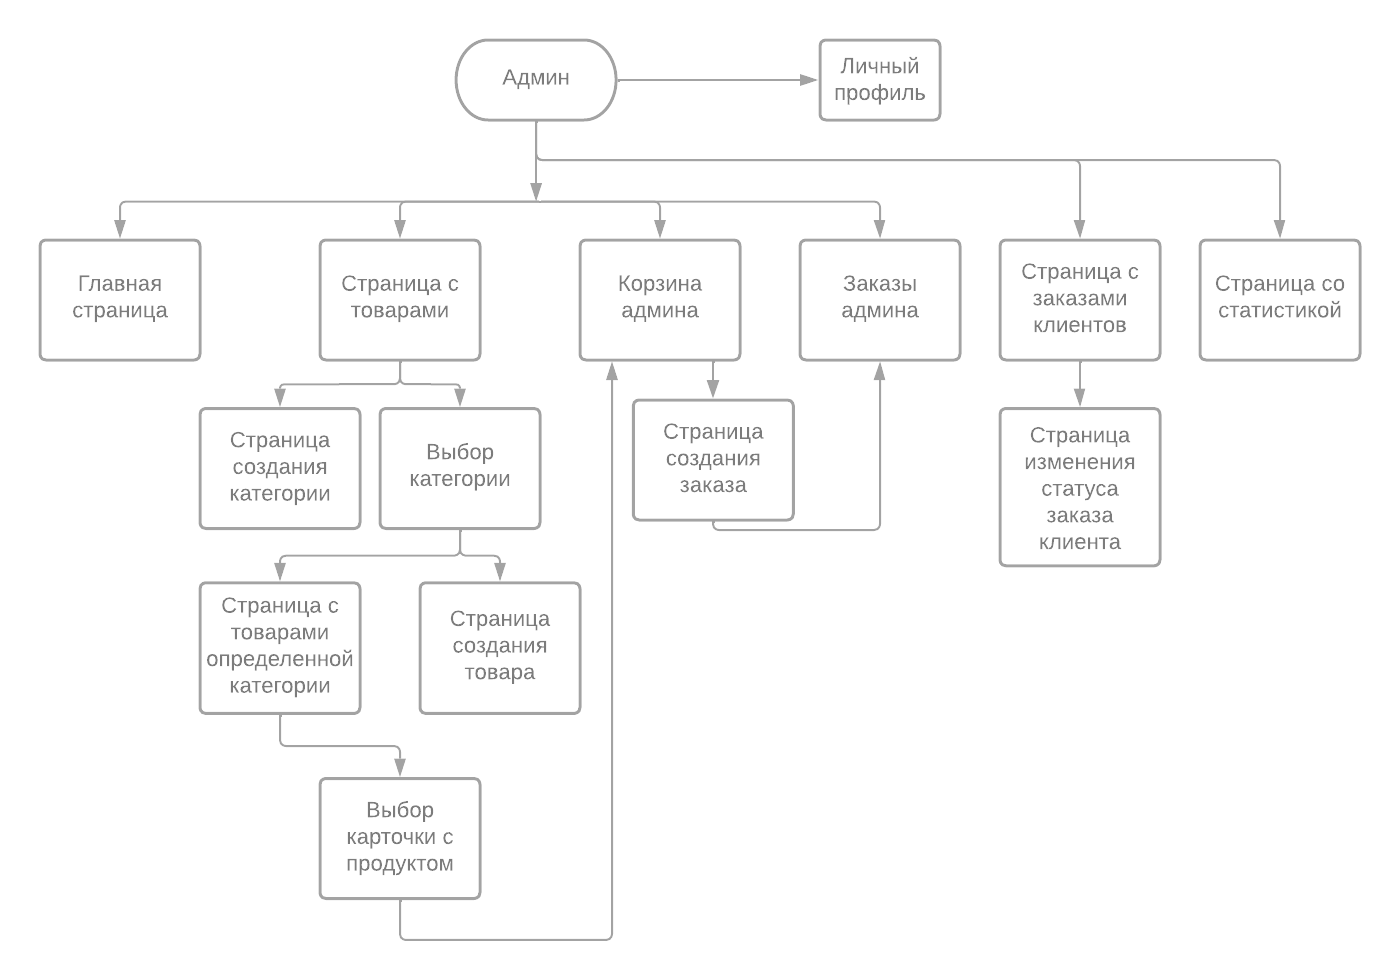 Админ
Личный
профиль
Главная
страница
Страница с
товарами
Корзина
админа
Заказы
админа
Страница с
заказами
клиентов
Страница со
статистикой
Страница
создания
категории
Выбор
категории
Страница
создания
заказа
Страница
изменения
статуса
заказа
клиента
Страница с
товарами
определенной
категории
Страница
создания
товара
Выбор
карточки с
продуктом